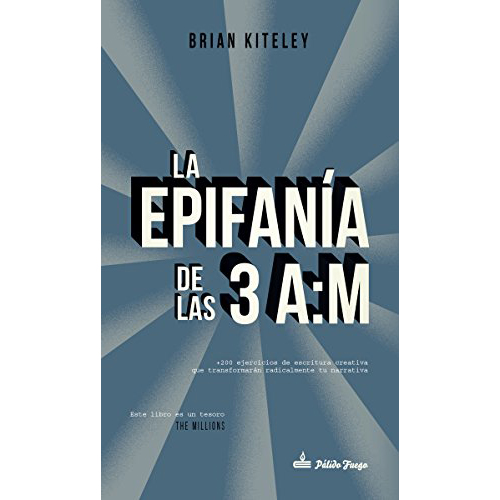 BRIAN KITELEY
LA
EPIFANÍA
DE
LAS 3 A:M
+200 ejercicios de escritura creativa
que transformarán radicalmente tu narrativa
Este libro es un tesoro
THE MILLIONS
Pálido Fuego